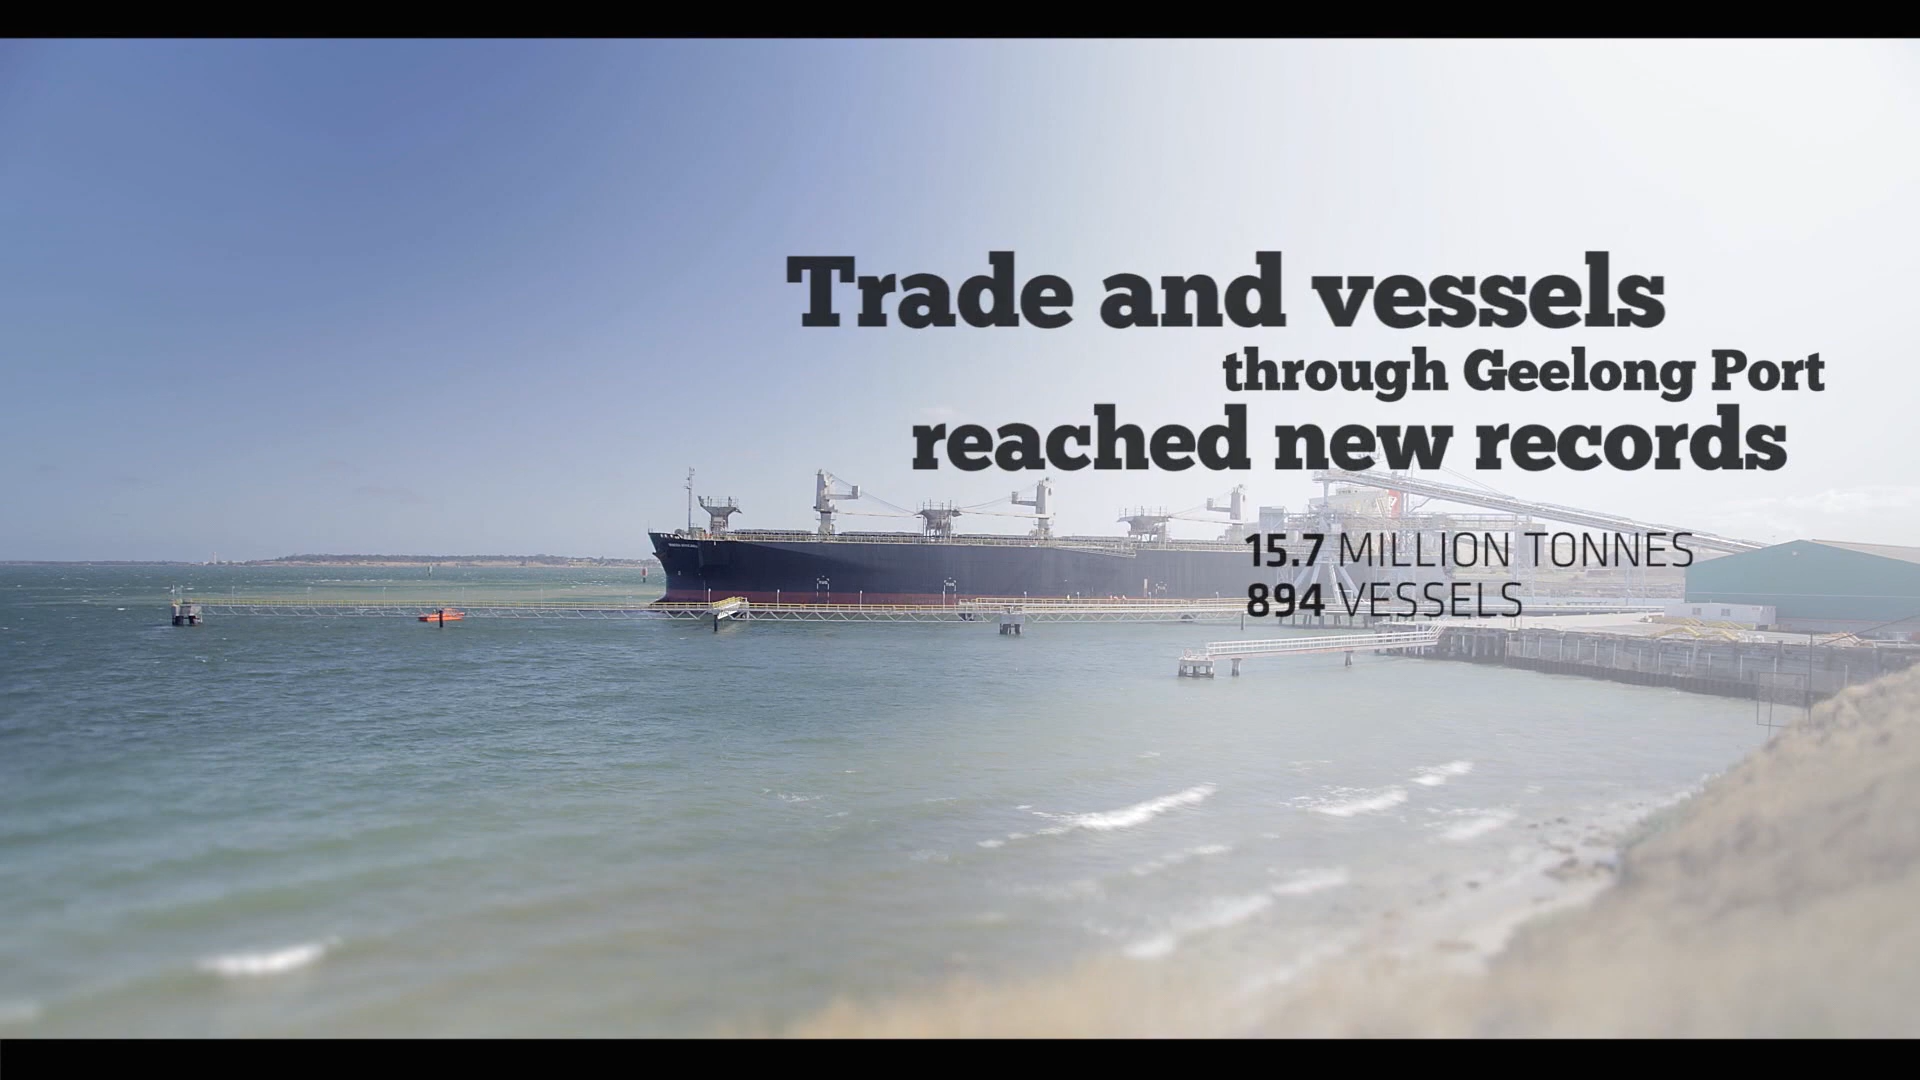 Trade and vessels
through Geelong Port
reached new records
15.7 MILLION TONNES
894 VESSELS